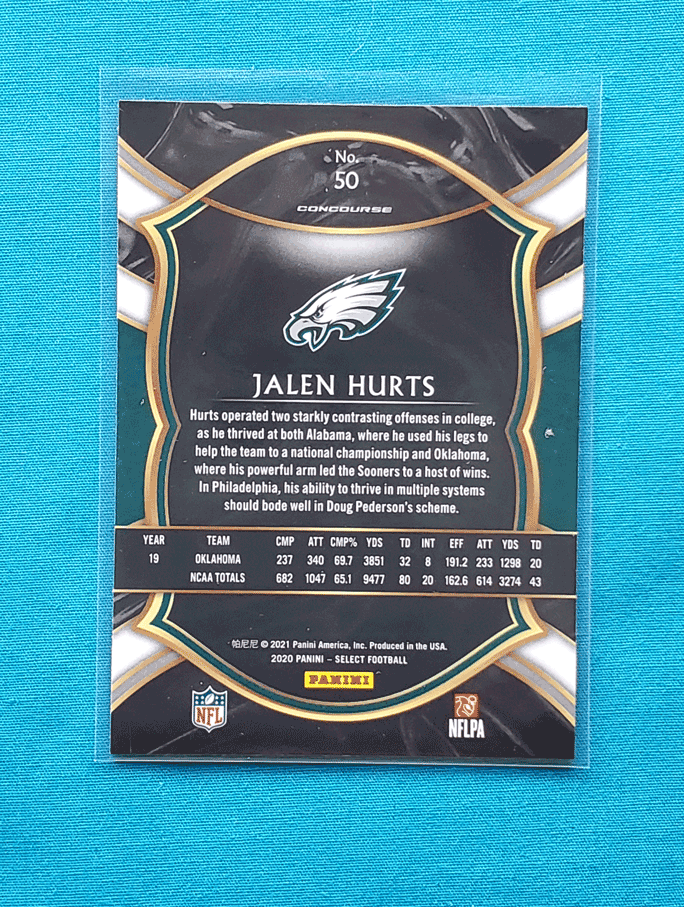 No.
50
CONCOURSE
JALEN HURTS
Hurts operated two starkly contrasting offenses in college,
as he thrived at both Alabama, where he used his legs to
help the team to a national championship and Oklahoma,
where his powerful arm led the Sooners to a host of wins.
In Philadelphia, his ability to thrive in multiple systems
should bode well in Doug Pederson's scheme.
YEAR TEAM CMP ATT CMP% YDS TD INT EFF ATT YDS TD
19 OKLAHOMA 237 340 69.7 3851 32 8 191.2 233 1298 20
NCAA TOTALS 682 1047 65.1 9477 80 20 162.6 614 3274 43
帕尼尼 © 2021 Panini America, Inc. Produced in the USA.
2020 PANINI – SELECT FOOTBALL
PANINI
NFL
NFLPA